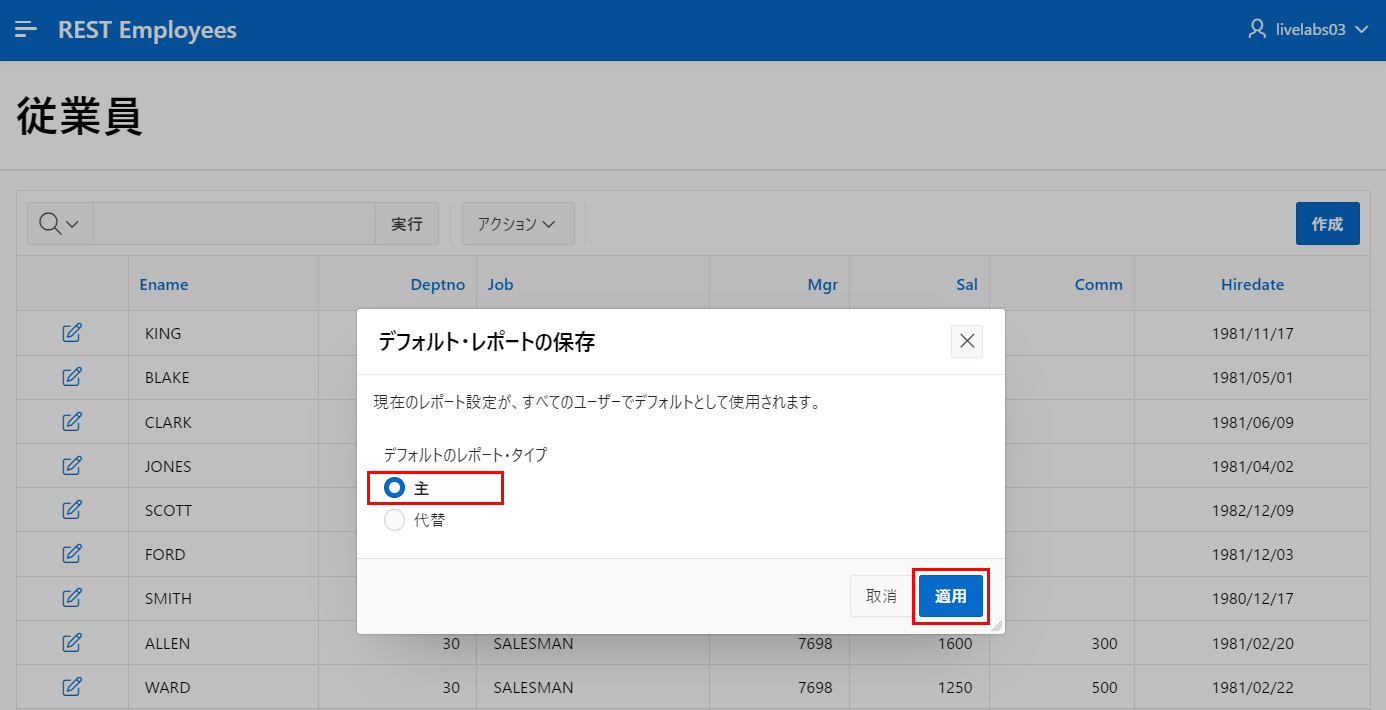 REST Employees
livelabs03
従業員
実行
アクション
作成
Ename Deptno Job Mgr Sal Comm Hiredate
デフォルト・レポートの保存
KING 1981/11/17
BLAKE 1981/05/01
現在のレポート設定が、すべてのユーザーでデフォルトとして使用されます。
CLARK 1981/06/09
デフォルトのレポート・タイプ
JONES 1981/04/02
主
SCOTT 1982/12/09
代替
FORD 1981/12/03
SMITH 1980/12/17
取消
適用
ALLEN 30 SALESMAN 7698 1600 300 1981/02/20
WARD 30 SALESMAN 7698 1250 500 1981/02/22